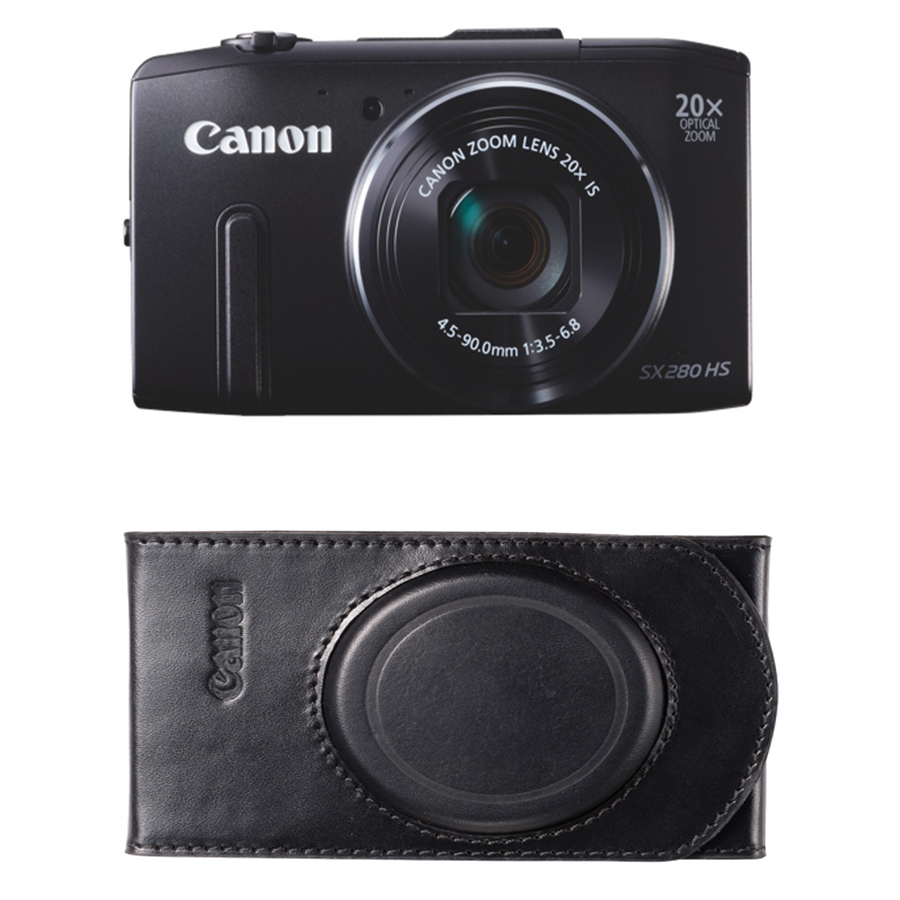 Canon
20×
OPTICAL
ZOOM
CANON ZOOM LENS 20× IS
4.5-90.0mm 1:3.5-6.8
SX280 HS
Canon